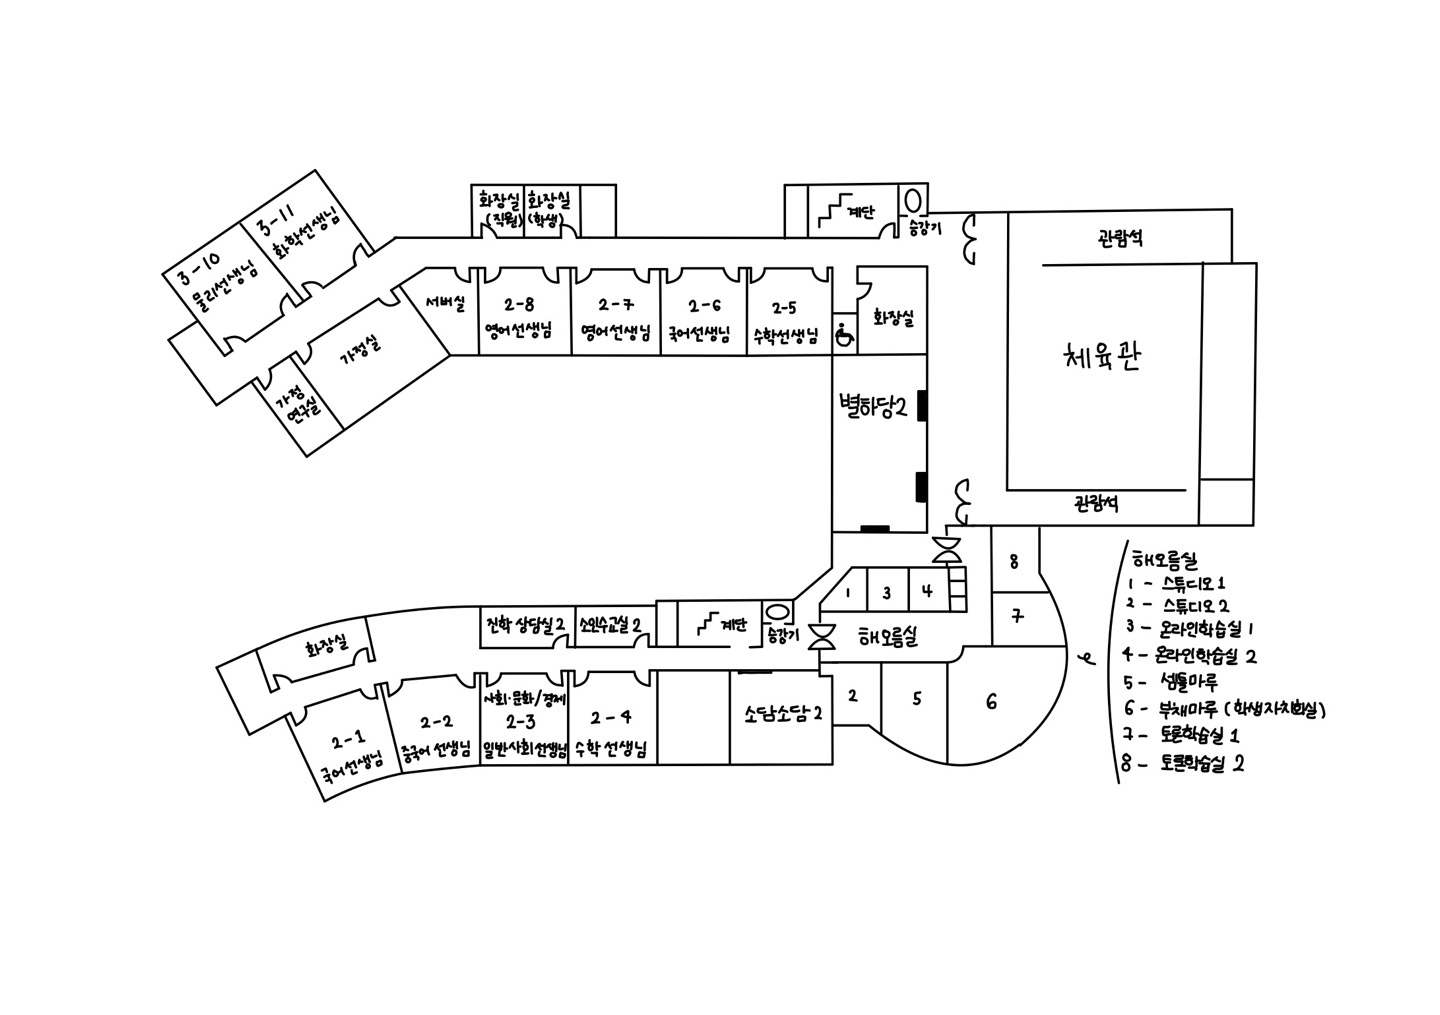 화장실
(직원)
화장실
(학생)
계단
승강기
3-11
화학선생님
3-10
물리선생님
관람석
서버실
2-8
영어선생님
2-7
영어선생님
2-6
국어선생님
2-5
수학선생님
화장실
가정실
가정
연구실
체육관
별하당2
관람석
8
7
1
3
4
해오름실
진학 상담실 2
소인수교실 2
계단
승강기
화장실
2-1
국어선생님
2-2
중국어 선생님
사회·문화/경제
2-3
일반사회선생님
2-4
수학 선생님
소담소담 2
2
5
6
해오름실
1 - 스튜디오 1
2 - 스튜디오 2
3 - 온라인학습실 1
4 - 온라인학습실 2
5 - 셈틀마루
6 - 부채마루 (학생자치회실)
7 - 토론학습실 1
8 - 토론학습실 2